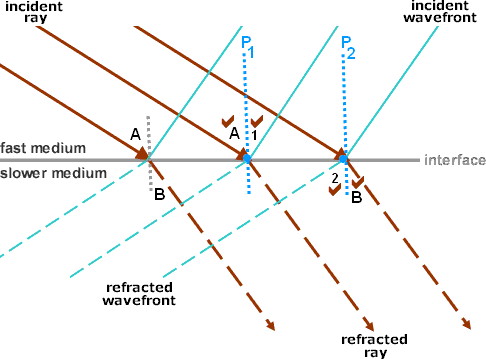 incident
ray
incident
wavefront
P1
P2
A
A
1
fast medium
interface
slower medium
2
B
B
refracted
wavefront
refracted
ray